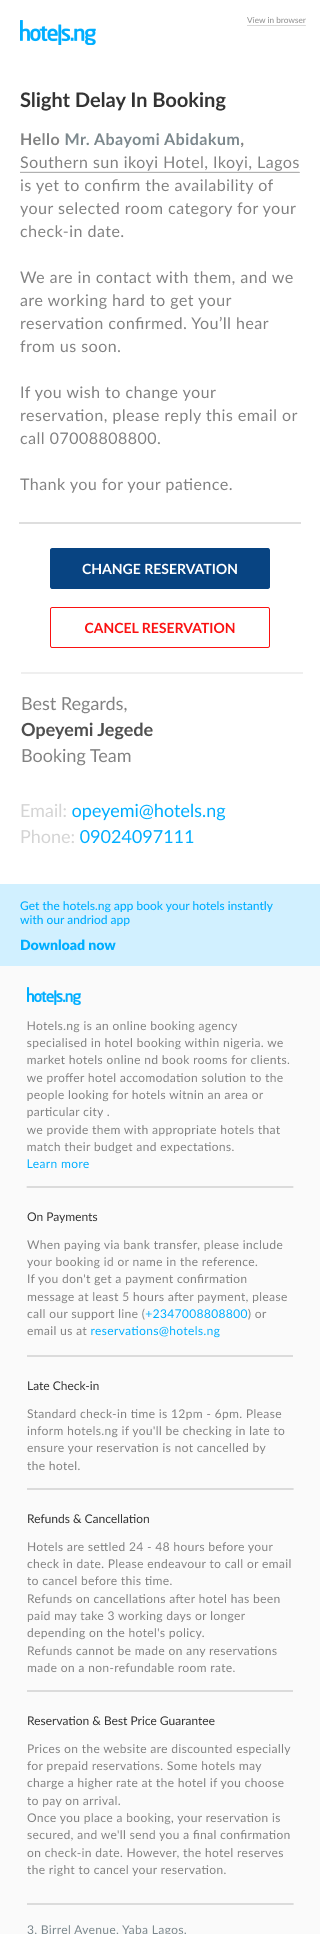 hotels.ng
View in browser
Slight Delay In Booking
Hello Mr. Abayomi Abidakum,
Southern sun ikoyi Hotel, Ikoyi, Lagos
is yet to confirm the availability of
your selected room category for your
check-in date.
We are in contact with them, and we
are working hard to get your
reservation confirmed. You'll hear
from us soon.
If you wish to change your
reservation, please reply this email or
call 07008808800.
Thank you for your patience.
CHANGE RESERVATION
CANCEL RESERVATION
Best Regards,
Opeyemi Jegede
Booking Team
Email: opeyemi@hotels.ng
Phone: 09024097111
Get the hotels.ng app book your hotels instantly
with our andriod app
Download now
hotels.ng
Hotels.ng is an online booking agency
specialised in hotel booking within nigeria. we
market hotels online nd book rooms for clients.
we proffer hotel accomodation solution to the
people looking for hotels witnin an area or
particular city .
we provide them with appropriate hotels that
match their budget and expectations.
Learn more
On Payments
When paying via bank transfer, please include
your booking id or name in the reference.
If you don't get a payment confirmation
message at least 5 hours after payment, please
call our support line (+2347008808800) or
email us at reservations@hotels.ng
Late Check-in
Standard check-in time is 12pm - 6pm. Please
inform hotels.ng if you'll be checking in late to
ensure your reservation is not cancelled by
the hotel.
Refunds & Cancellation
Hotels are settled 24 - 48 hours before your
check in date. Please endeavour to call or email
to cancel before this time.
Refunds on cancellations after hotel has been
paid may take 3 working days or longer
depending on the hotel's policy.
Refunds cannot be made on any reservations
made on a non-refundable room rate.
Reservation & Best Price Guarantee
Prices on the website are discounted especially
for prepaid reservations. Some hotels may
charge a higher rate at the hotel if you choose
to pay on arrival.
Once you place a booking, your reservation is
secured, and we'll send you a final confirmation
on check-in date. However, the hotel reserves
the right to cancel your reservation.
3, Birrel Avenue, Yaba Lagos.